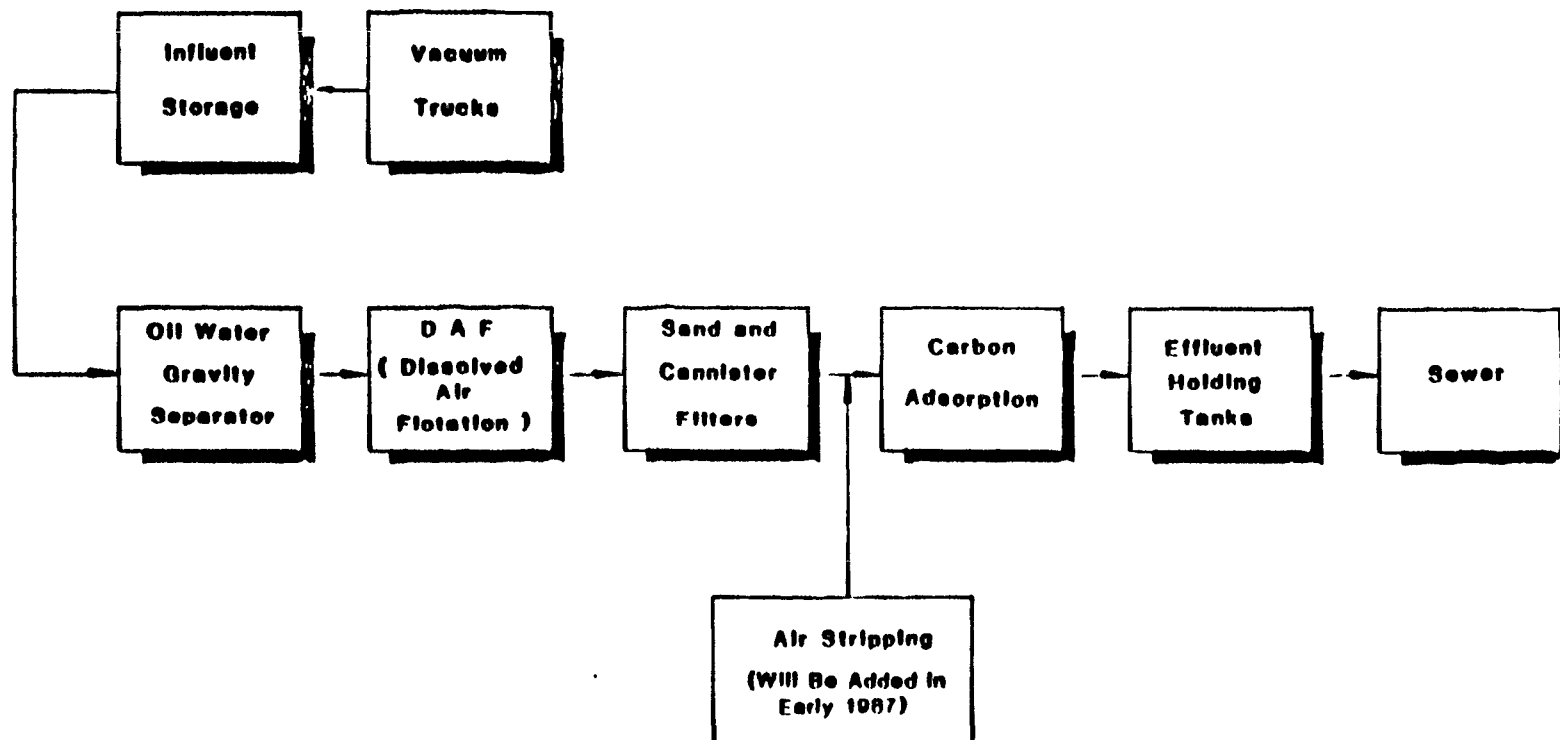 Influent
Storage
Vacuum
Trucks
Oil Water
Gravity
Separator
D A F
( Dissolved
Air
Flotation )
Sand and
Cannister
Filters
Carbon
Adsorption
Effluent
Holding
Tanks
Sewer
Air Stripping
(Will Be Added in
Early 1987)